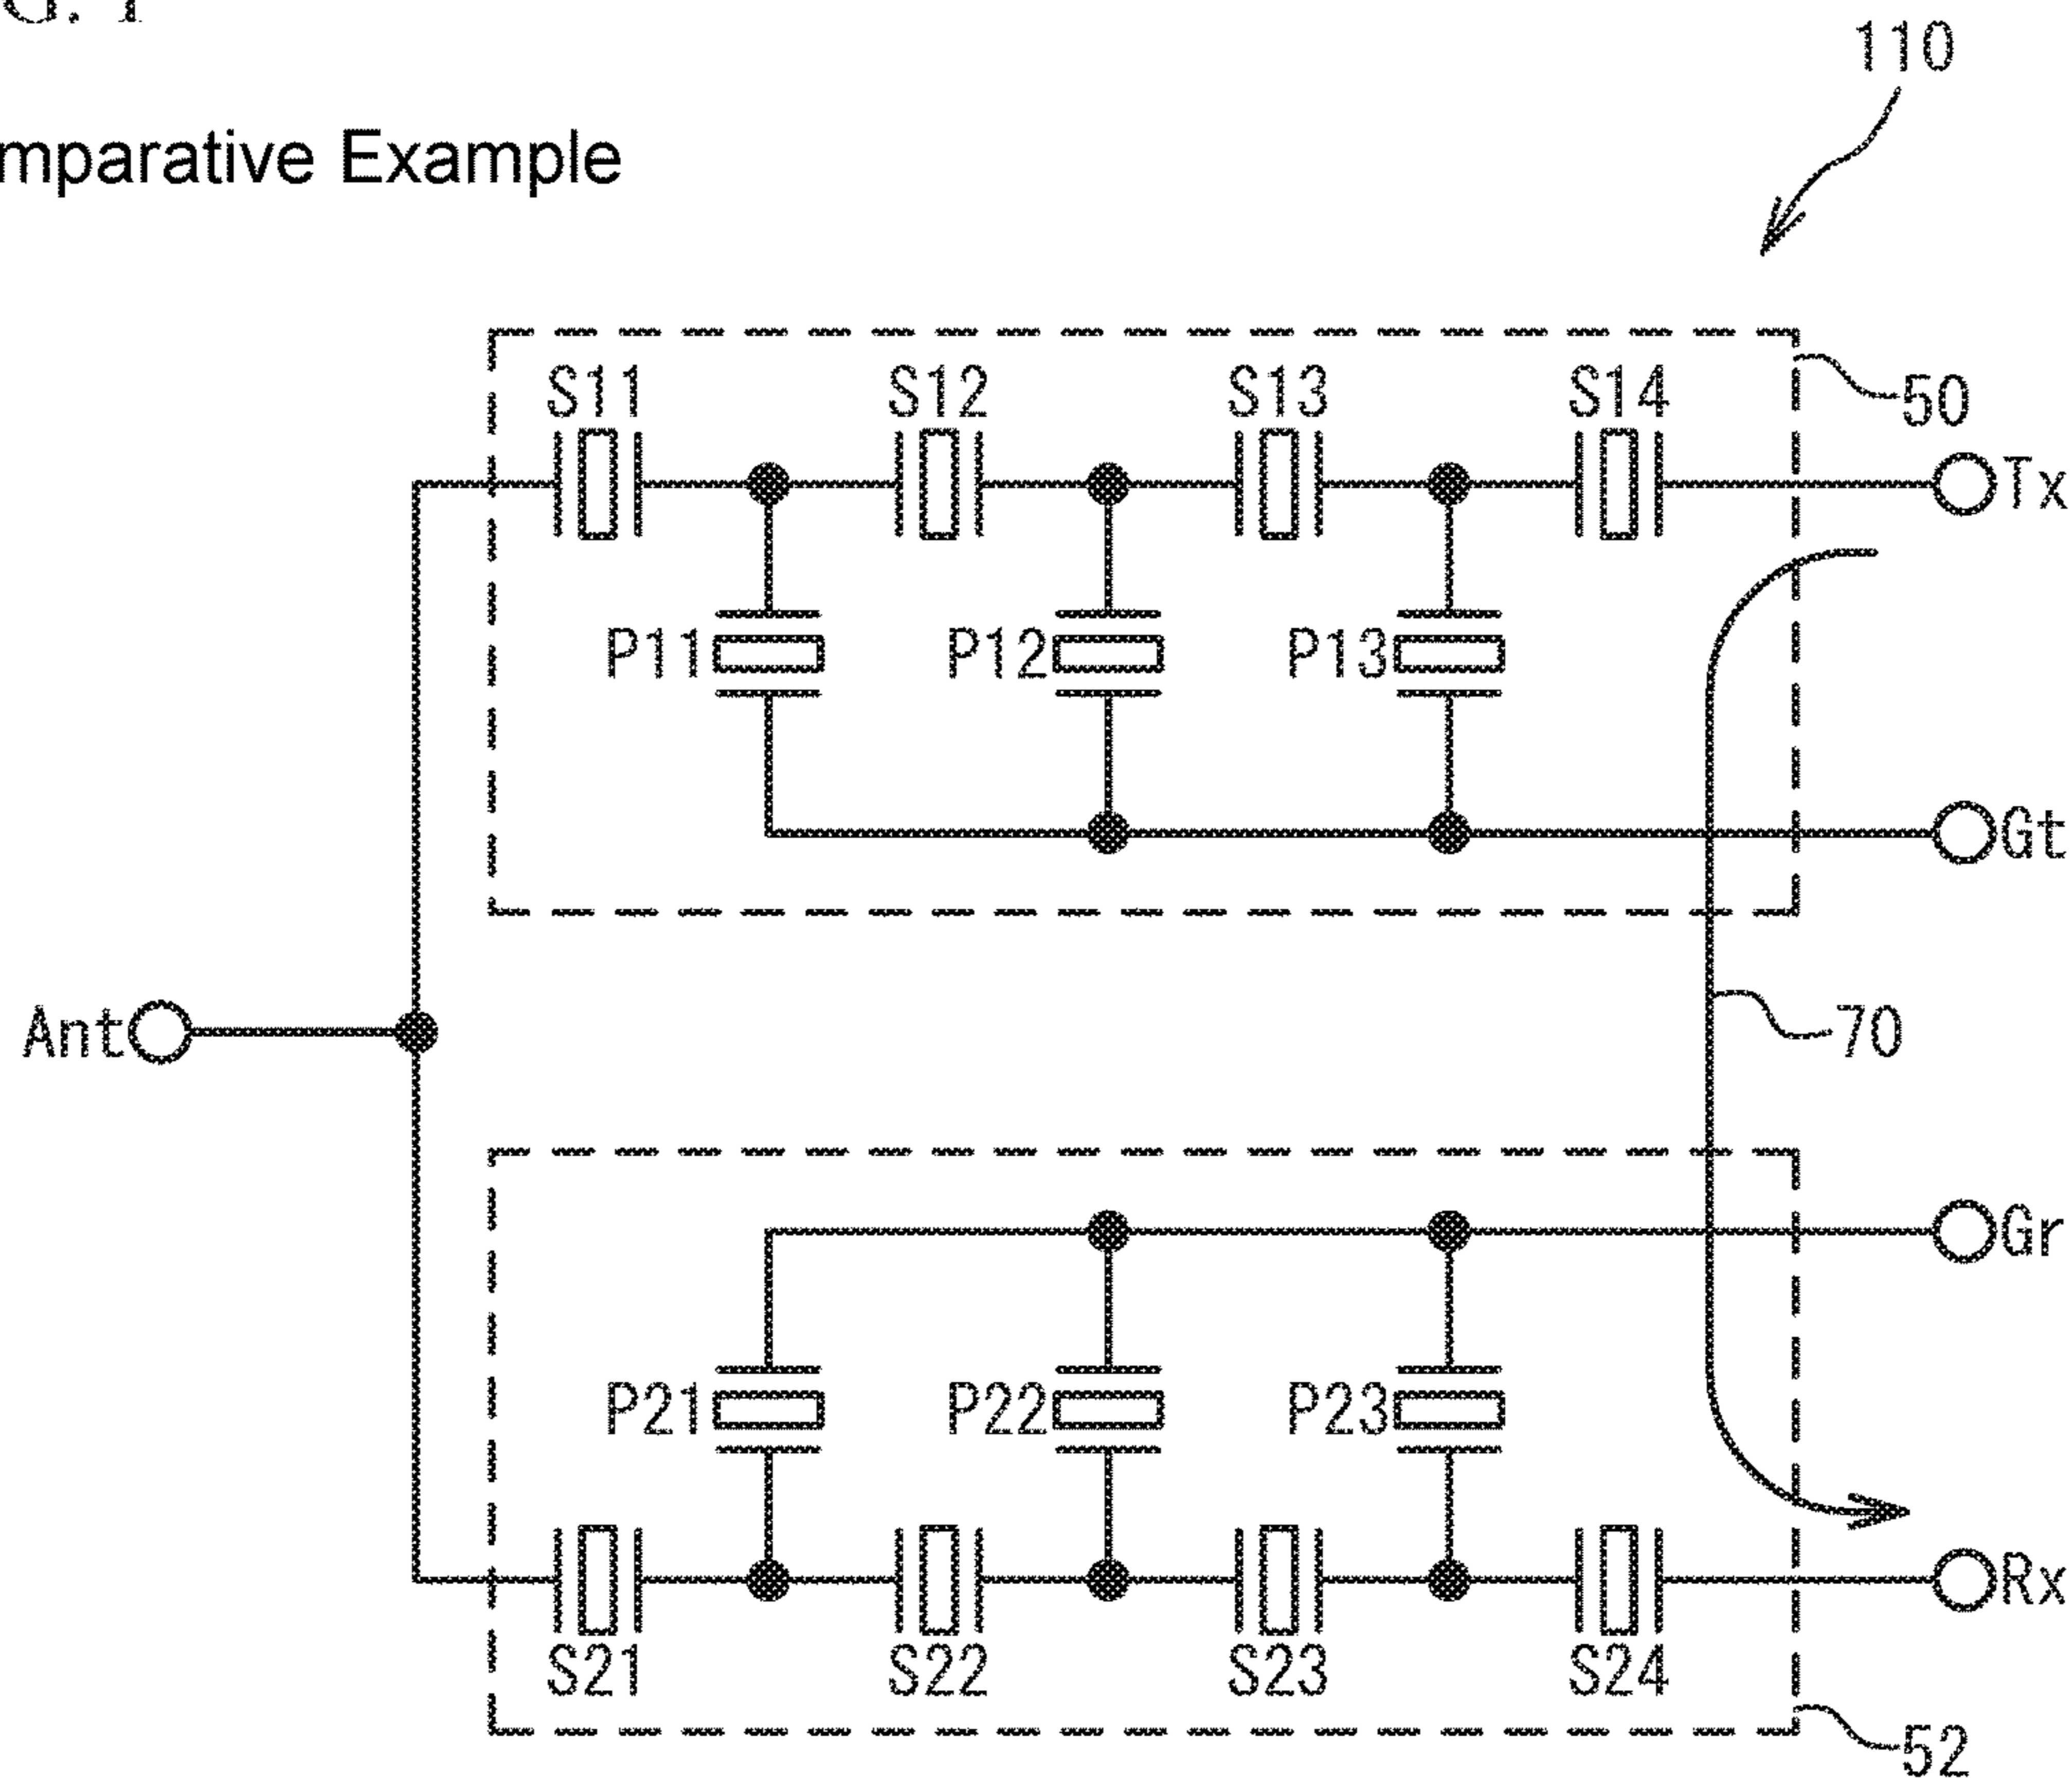 mparative Example
110
S11 S12 S13 S14
50
Tx
P11 P12 P13
Gt
Ant
70
Gr
P21 P22 P23
Rx
S21 S22 S23 S24
52